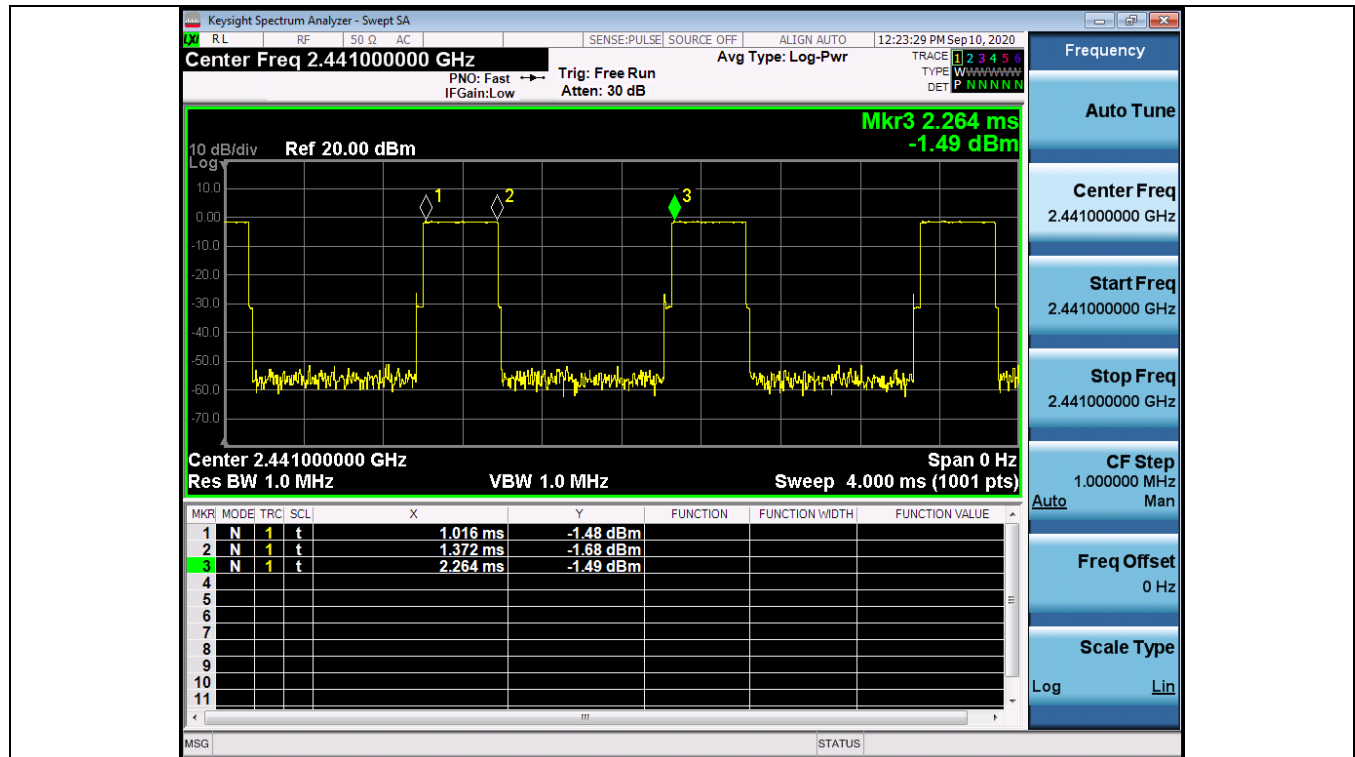 Keysight Spectrum Analyzer - Swept SA
LXI RL RF 50 Ω AC SENSE:PULSE SOURCE OFF ALIGN AUTO 12:23:29 PM Sep 10, 2020
Center Freq 2.441000000 GHz
PNO: Fast
IFGain:Low
Trig: Free Run
Atten: 30 dB
Avg Type: Log-Pwr
TRACE 1 2 3 4 5 6
TYPE WWWWWW
DET P N N N N N
Mkr3 2.264 ms
-1.49 dBm
10 dB/div Ref 20.00 dBm
Log
10.0
0.00
-10.0
-20.0
-30.0
-40.0
-50.0
-60.0
-70.0
1
2
3
Center 2.441000000 GHz Span 0 Hz
Res BW 1.0 MHz VBW 1.0 MHz Sweep 4.000 ms (1001 pts)
MKR MODE TRC SCL X Y FUNCTION FUNCTION WIDTH FUNCTION VALUE
1 N 1 t 1.016 ms -1.48 dBm
2 N 1 t 1.372 ms -1.68 dBm
3 N 1 t 2.264 ms -1.49 dBm
4
5
6
7
8
9
10
11
MSG STATUS
Frequency
Auto Tune
Center Freq
2.441000000 GHz
Start Freq
2.441000000 GHz
Stop Freq
2.441000000 GHz
CF Step
1.000000 MHz
Auto Man
Freq Offset
0 Hz
Scale Type
Log Lin